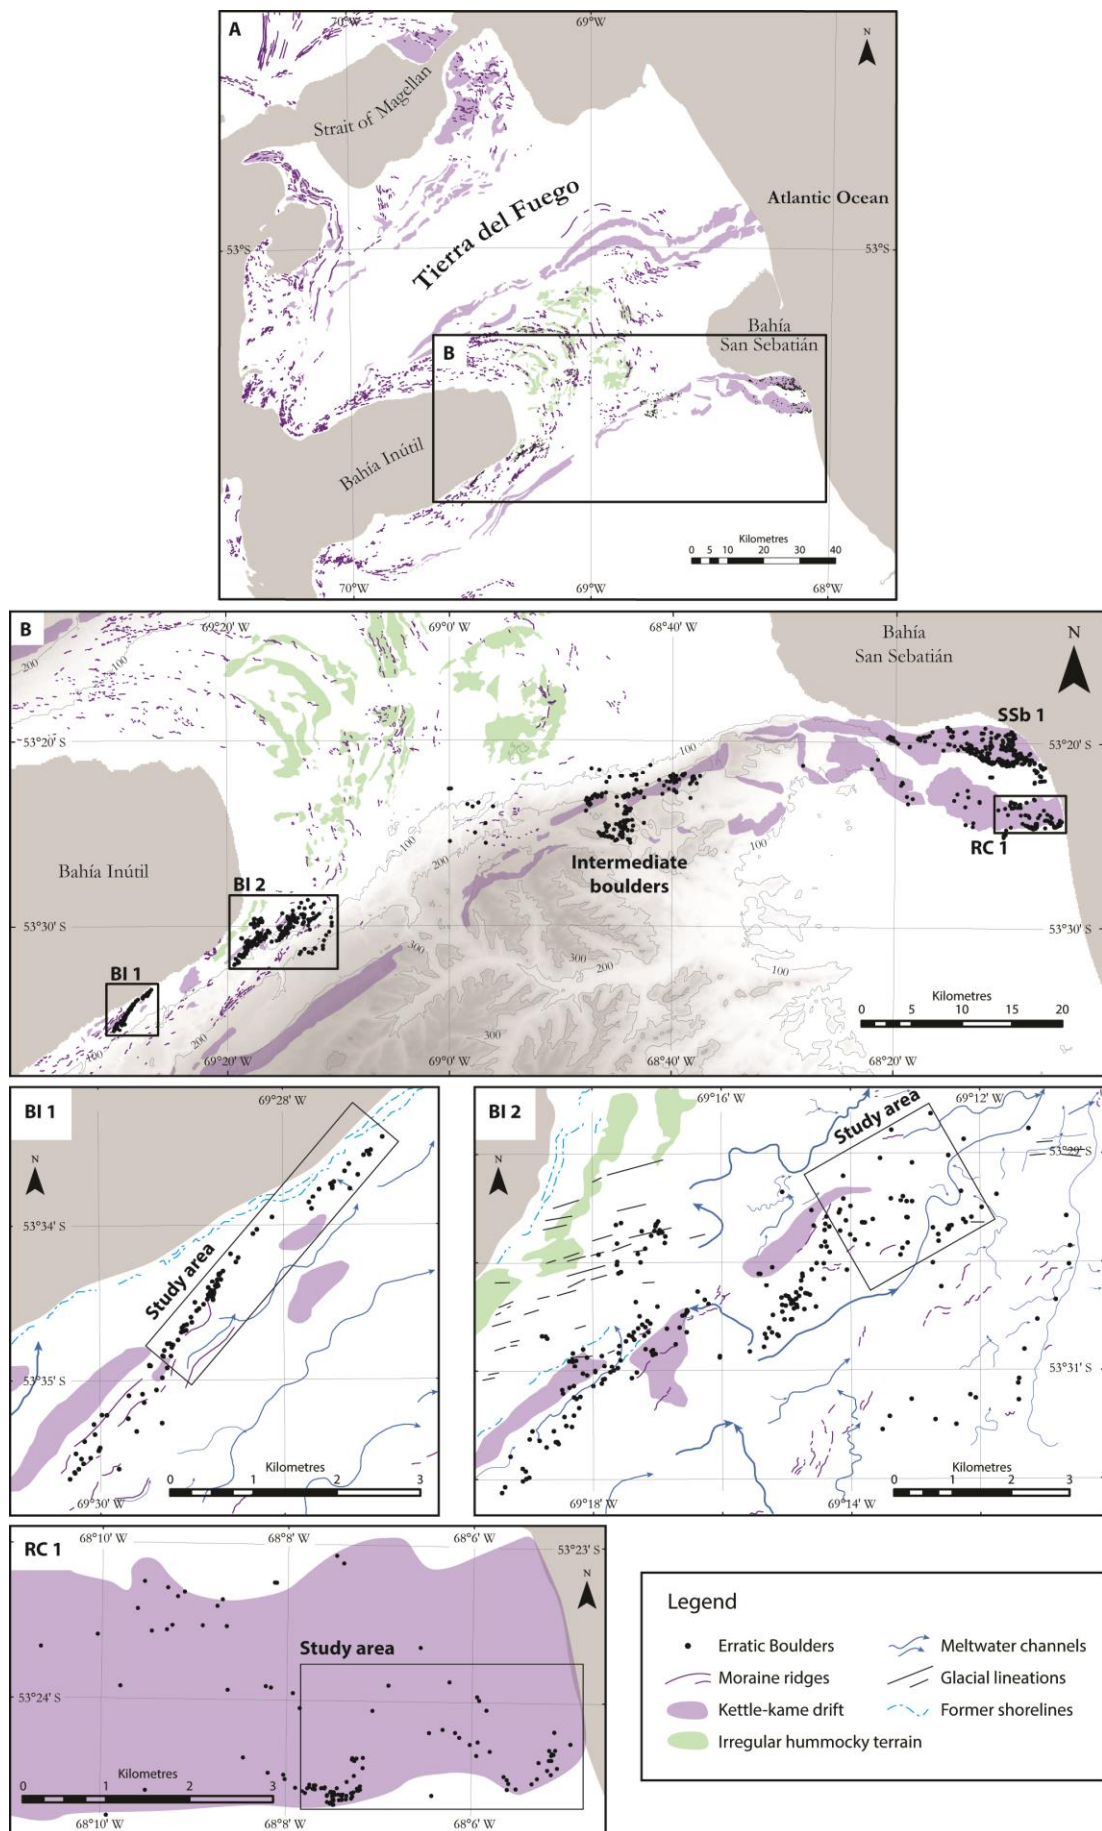 A
70°W
69°W
N
Strait of Magellan
Tierra del Fuego
Atlantic Ocean
53°S
53°S
Bahía
San Sebatián
B
Bahía Inútil
Kilometres
0 5 10 20 30 40
70°W
69°W
68°W
B
69°20' W
69°0' W
68°40' W
Bahía
San Sebatián
N
200
100
SSb 1
53°20' S
53°20' S
100
Intermediate
boulders
RC 1
100
200
100
Bahía Inútil
BI 2
53°30' S
53°30' S
300
200
100
BI 1
Kilometres
0 5 10 15 20
200
100
300
69°20' W
69°0' W
68°40' W
68°20' W
BI 1
69°28' W
N
53°34' S
Study area
53°35' S
Kilometres
0 1 2 3
69°30' W
BI 2
69°16' W
69°12' W
Study area
N
53°29' S
53°31' S
Kilometres
0 1 2 3
69°18' W
69°14' W
RC 1
68°10' W
68°8' W
68°6' W
53°23' S
N
Study area
53°24' S
Kilometres
0 1 2 3
68°10' W
68°8' W
68°6' W
Legend
Erratic Boulders
Meltwater channels
Moraine ridges
Glacial lineations
Kettle-kame drift
Former shorelines
Irregular hummocky terrain